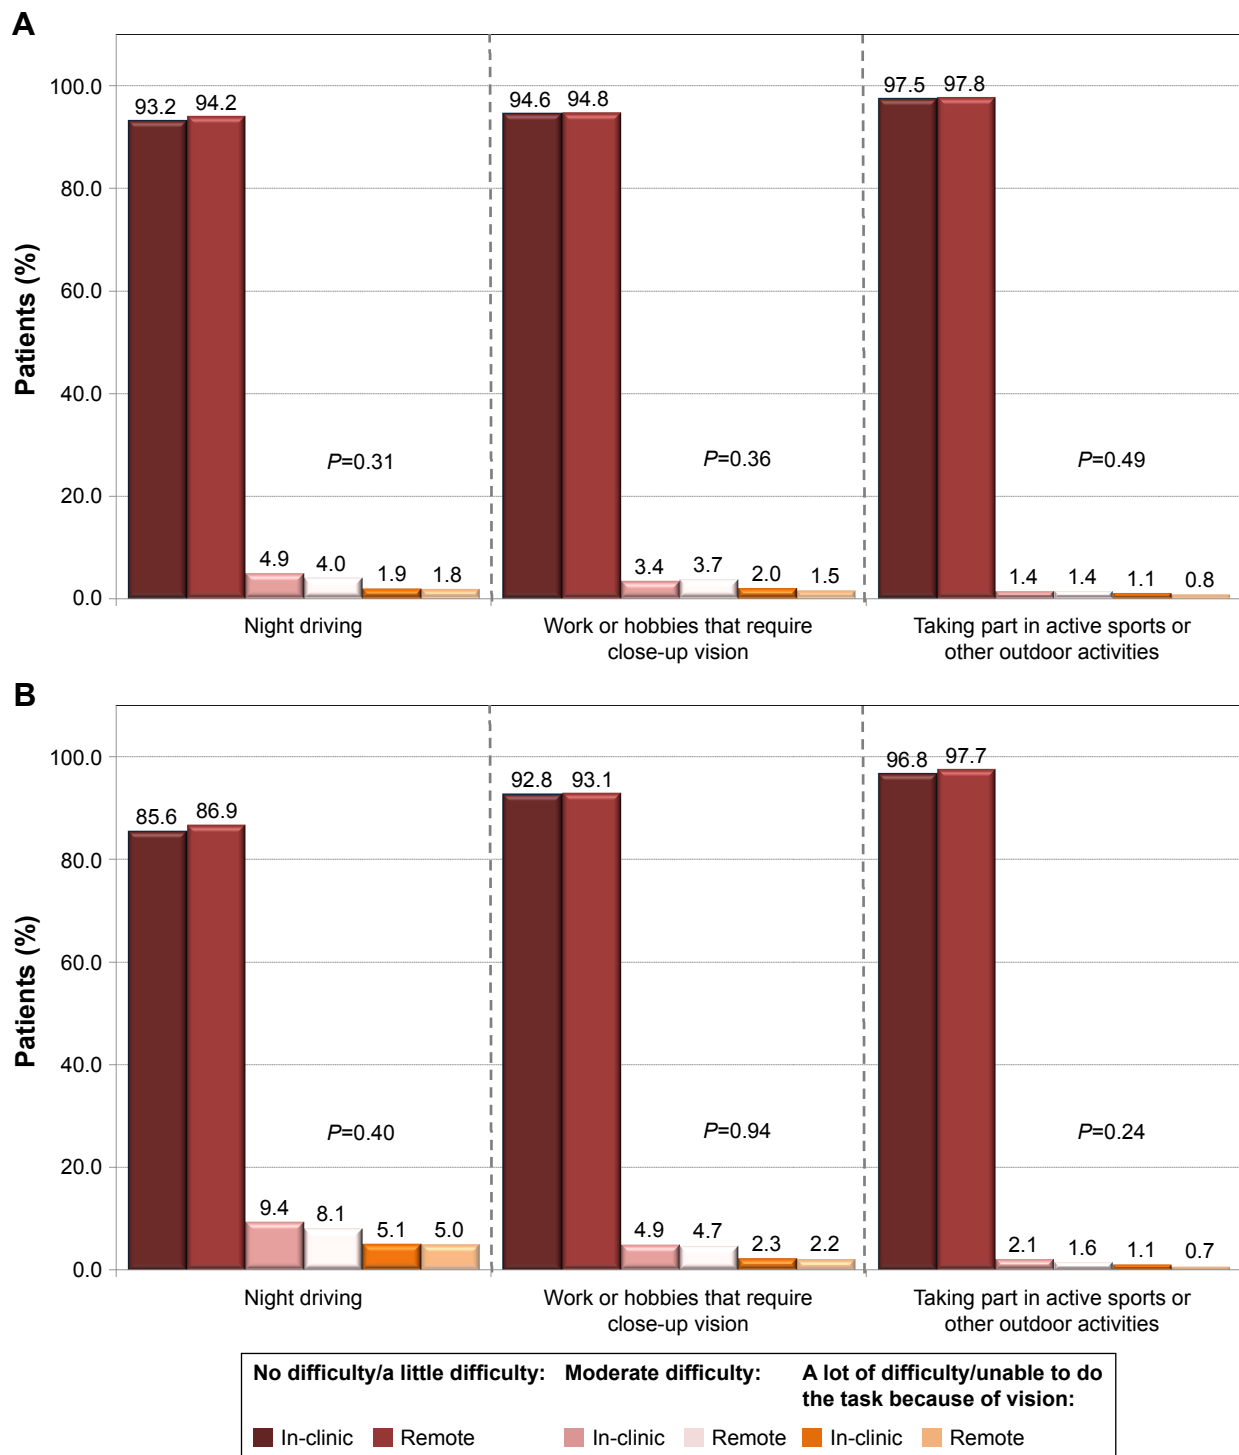 A
100.0
80.0
60.0
40.0
20.0
0.0
Patients (%)
93.2 94.2 4.9 4.0 1.9 1.8
P=0.31
94.6 94.8 3.4 3.7 2.0 1.5
P=0.36
97.5 97.8 1.4 1.4 1.1 0.8
P=0.49
Night driving
Work or hobbies that require
close-up vision
Taking part in active sports or
other outdoor activities
B
100.0
80.0
60.0
40.0
20.0
0.0
Patients (%)
85.6 86.9 9.4 8.1 5.1 5.0
P=0.40
92.8 93.1 4.9 4.7 2.3 2.2
P=0.94
96.8 97.7 2.1 1.6 1.1 0.7
P=0.24
Night driving
Work or hobbies that require
close-up vision
Taking part in active sports or
other outdoor activities
No difficulty/a little difficulty:
In-clinic Remote
Moderate difficulty:
In-clinic Remote
A lot of difficulty/unable to do
the task because of vision:
In-clinic Remote